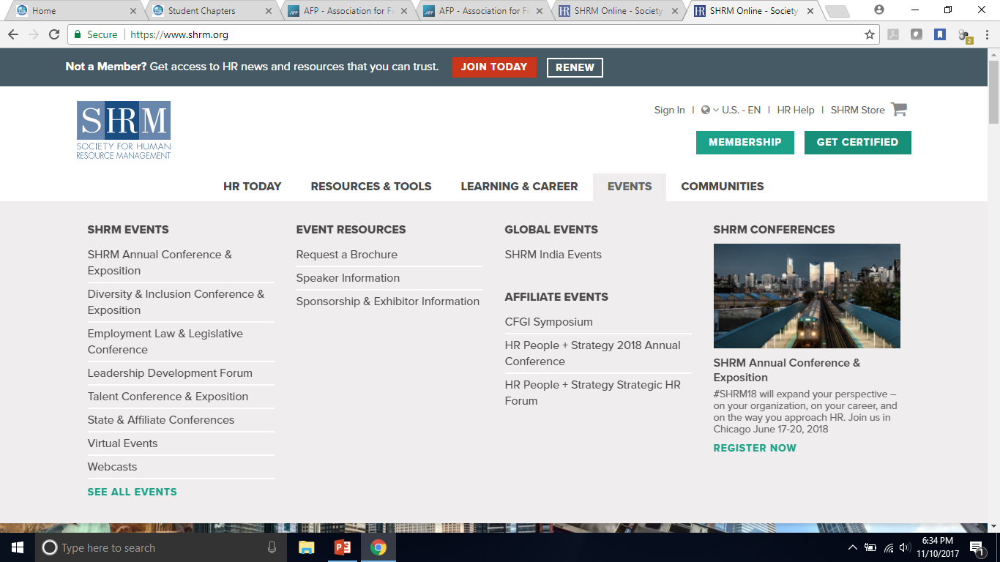 Home
Student Chapters
AFP - Association for Fi
AFP - Association for Fi
SHRM Online - Society
SHRM Online - Society
Secure
https://www.shrm.org
2
Not a Member? Get access to HR news and resources that you can trust.
JOIN TODAY
RENEW
SHRM
SOCIETY FOR HUMAN
RESOURCE MANAGEMENT
Sign In | U.S. - EN | HR Help | SHRM Store
MEMBERSHIP
GET CERTIFIED
HR TODAY
RESOURCES & TOOLS
LEARNING & CAREER
EVENTS
COMMUNITIES
SHRM EVENTS
SHRM Annual Conference &
Exposition
Diversity & Inclusion Conference &
Exposition
Employment Law & Legislative
Conference
Leadership Development Forum
Talent Conference & Exposition
State & Affiliate Conferences
Virtual Events
Webcasts
SEE ALL EVENTS
EVENT RESOURCES
Request a Brochure
Speaker Information
Sponsorship & Exhibitor Information
GLOBAL EVENTS
SHRM India Events
AFFILIATE EVENTS
CFGI Symposium
HR People + Strategy 2018 Annual
Conference
HR People + Strategy Strategic HR
Forum
SHRM CONFERENCES
SHRM Annual Conference &
Exposition
#SHRM18 will expand your perspective –
on your organization, on your career, and
on the way you approach HR. Join us in
Chicago June 17-20, 2018
REGISTER NOW
Type here to search
6:34 PM
11/10/2017
1